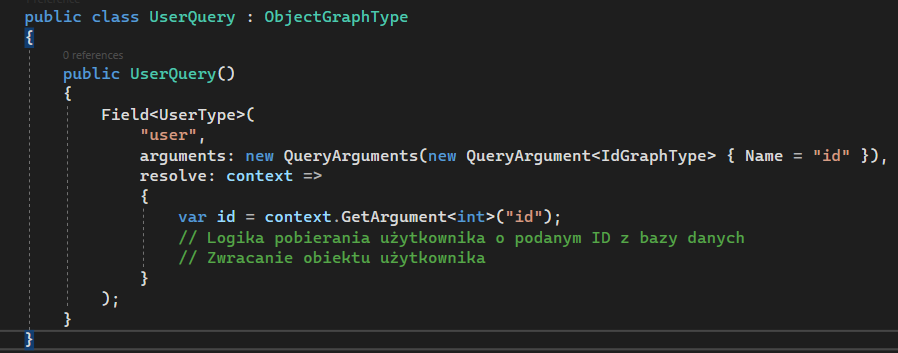 public class UserQuery : ObjectGraphType
{
0 references
public UserQuery()
{
Field<UserType>(
"user",
arguments: new QueryArguments(new QueryArgument<IdGraphType> { Name = "id" }),
resolve: context =>
{
var id = context.GetArgument<int>("id");
// Logika pobierania użytkownika o podanym ID z bazy danych
// Zwracanie obiektu użytkownika
}
);
}
}